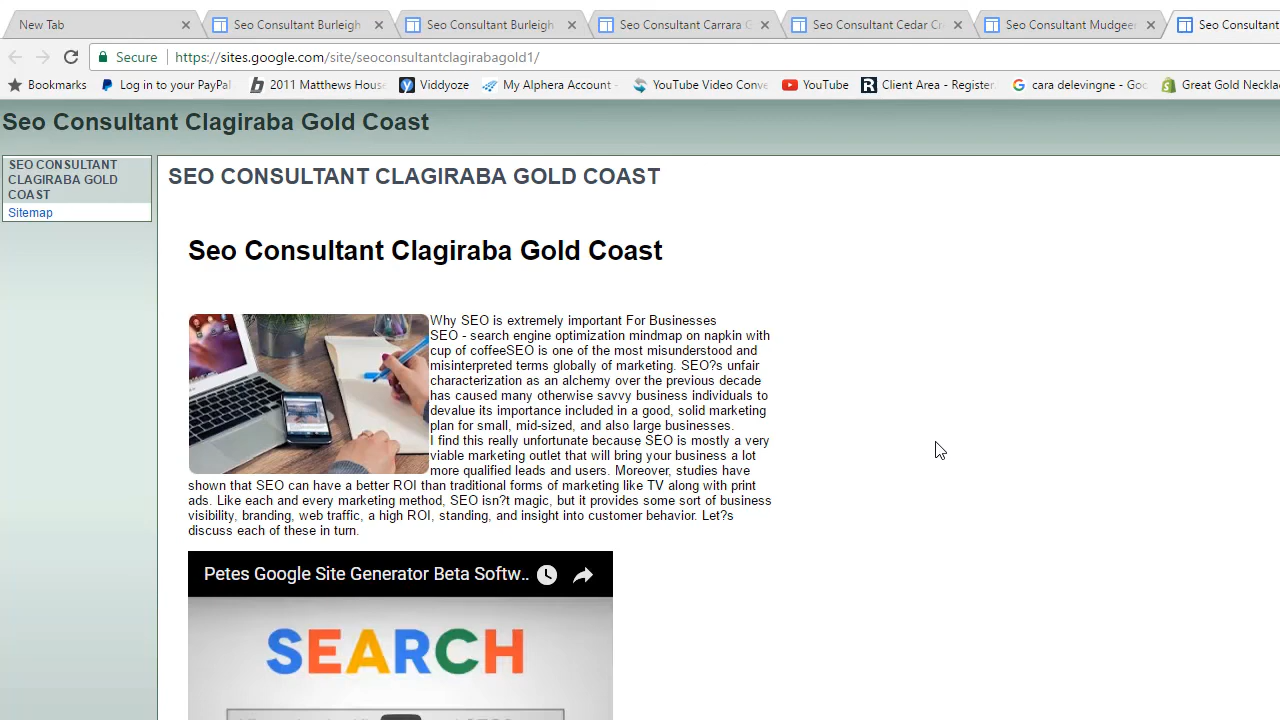 New Tab
Seo Consultant Burleigh
Seo Consultant Burleigh
Seo Consultant Carrara G
Seo Consultant Cedar Cr
Seo Consultant Mudgee
Seo Consultant
Secure
https://sites.google.com/site/seoconsultantclagirabagold1/
Bookmarks
Log in to your PayPal
2011 Matthews House
Viddyoze
My Alphera Account -
YouTube Video Conve
YouTube
Client Area - Register
cara delevingne - Goo
Great Gold Neckla
Seo Consultant Clagiraba Gold Coast
SEO CONSULTANT
CLAGIRABA GOLD
COAST
Sitemap
SEO CONSULTANT CLAGIRABA GOLD COAST
Seo Consultant Clagiraba Gold Coast
Why SEO is extremely important For Businesses
SEO - search engine optimization mindmap on napkin with
cup of coffeeSEO is one of the most misunderstood and
misinterpreted terms globally of marketing. SEO?s unfair
characterization as an alchemy over the previous decade
has caused many otherwise savvy business individuals to
devalue its importance included in a good, solid marketing
plan for small, mid-sized, and also large businesses.
I find this really unfortunate because SEO is mostly a very
viable marketing outlet that will bring your business a lot
more qualified leads and users. Moreover, studies have
shown that SEO can have a better ROI than traditional forms of marketing like TV along with print
ads. Like each and every marketing method, SEO isn?t magic, but it provides some sort of business
visibility, branding, web traffic, a high ROI, standing, and insight into customer behavior. Let?s
discuss each of these in turn.
Petes Google Site Generator Beta Softw..
SEARCH